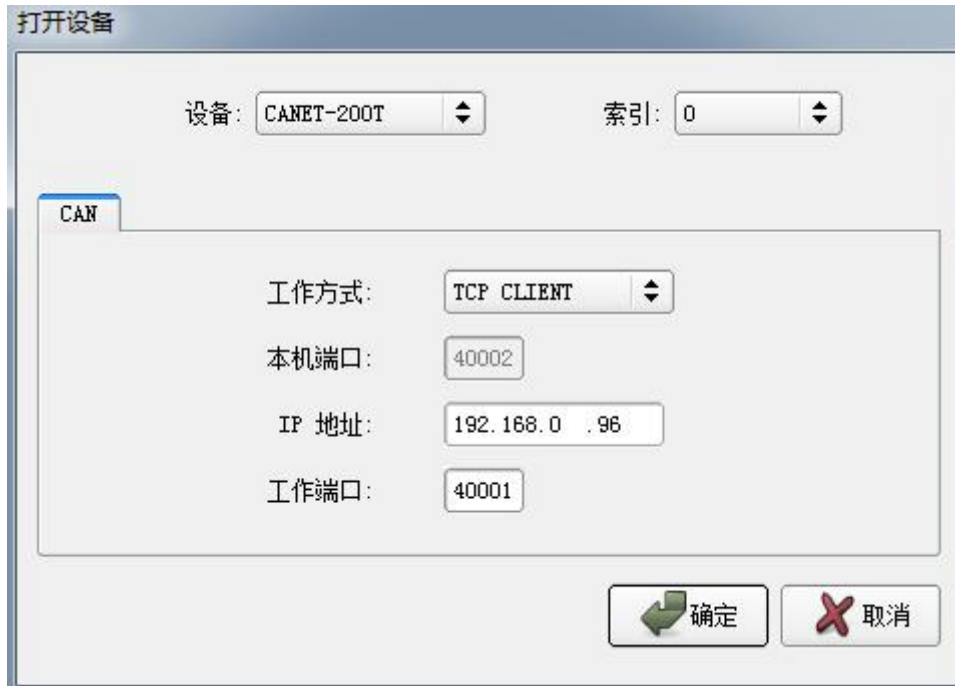 打开设备
设备: CANET-200T 索引: 0
CAN
工作方式: TCP CLIENT
本机端口: 40002
IP 地址: 192.168.0 .96
工作端口: 40001
确定 取消